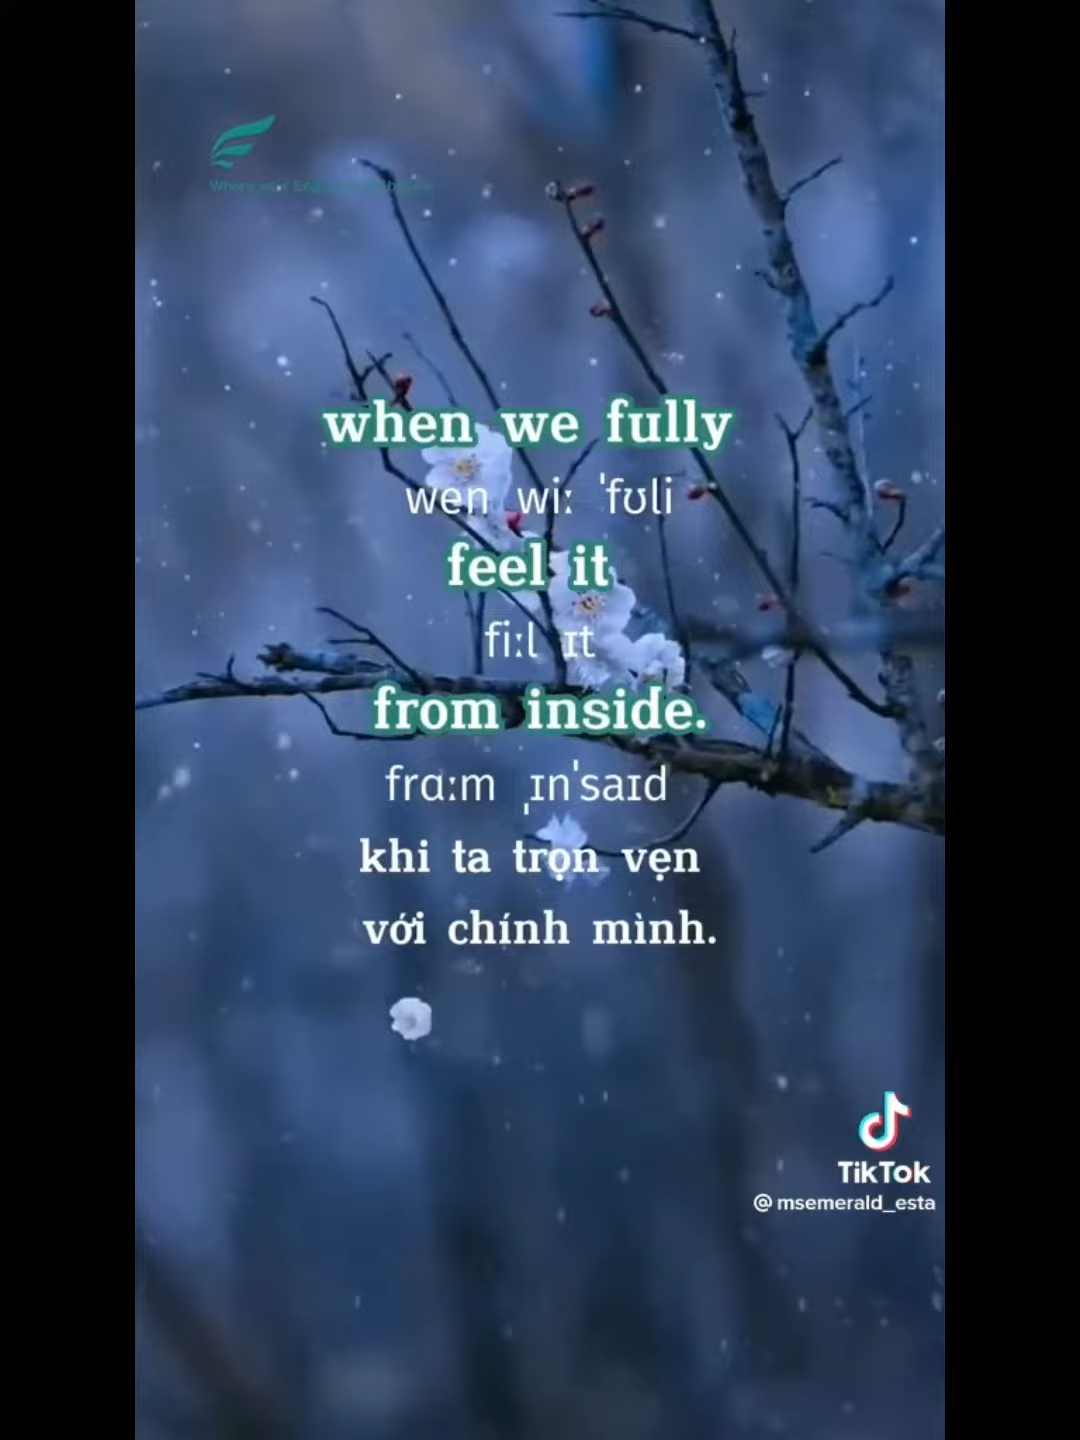 when we fully
wen wiː ˈfʊli
feel it
fiːl ɪt
from inside.
frɑːm ˌɪnˈsaɪd
khi ta trọn vẹn
với chính mình.
TikTok
@msemerald_esta